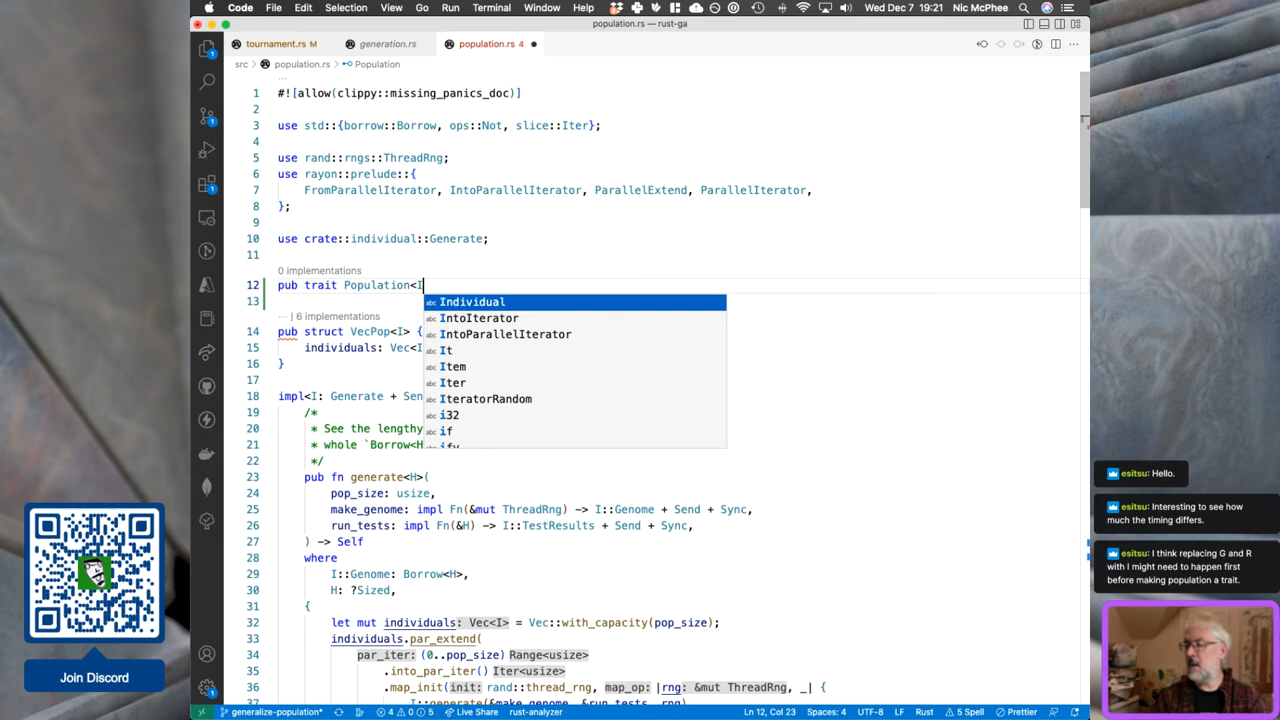 Code File Edit Selection View Go Run Terminal Window Help Wed Dec 7 19:21 Nic McPhee
population.rs — rust-ga
tournament.rs M generation.rs population.rs 4
src > population.rs > Population
1 #![allow(clippy::missing_panics_doc)]
2
3 use std::{borrow::Borrow, ops::Not, slice::Iter};
4
5 use rand::rngs::ThreadRng;
6 use rayon::prelude::{
7 FromParallelIterator, IntoParallelIterator, ParallelExtend, ParallelIterator,
8 };
9
10 use crate::individual::Generate;
11
0 implementations
12 pub trait Population<I
13
Individual
IntoIterator
IntoParallelIterator
It
Item
Iter
IteratorRandom
i32
if
ify
... | 6 implementations
14 pub struct VecPop<I> {
15 individuals: Vec<I
16 }
17
18 impl<I: Generate + Sen
19 /*
20 * See the lengthy
21 * whole `Borrow<H
22 */
23 pub fn generate<H>(
24 pop_size: usize,
25 make_genome: impl Fn(&mut ThreadRng) -> I::Genome + Send + Sync,
26 run_tests: impl Fn(&H) -> I::TestResults + Send + Sync,
27 ) -> Self
28 where
29 I::Genome: Borrow<H>,
30 H: ?Sized,
31 {
32 let mut individuals: Vec<I> = Vec::with_capacity(pop_size);
33 individuals.par_extend(
34 par_iter: (0..pop_size) Range<usize>
35 .into_par_iter() Iter<usize>
36 .map_init(init: rand::thread_rng, map_op: |rng: &mut ThreadRng, _| {
37 I::generate(&make_genome, &run_tests, rng)
generalize-population* 4 0 5 Live Share rust-analyzer Ln 12, Col 23 Spaces: 4 UTF-8 LF Rust 5 Spell Prettier
Join Discord
esitsu: Hello.
esitsu: Interesting to see how
much the timing differs.
esitsu: I think replacing G and R
with I might need to happen first
before making population a trait.